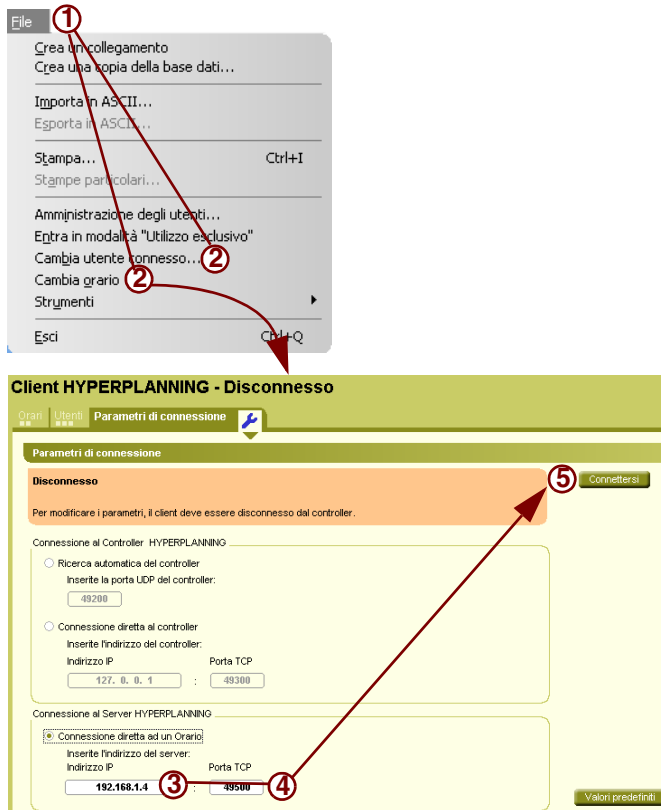 File
1
Crea un collegamento
Crea una copia della base dati...
Importa in ASCII...
Esporta in ASCII...
Stampa... Ctrl+I
Stampe particolari...
Amministrazione degli utenti...
Entra in modalità "Utilizzo esclusivo"
Cambia utente connesso... 2
Cambia orario 2
Strumenti
Esci Ctrl+Q
Client HYPERPLANNING - Disconnesso
Orari Utenti Parametri di connessione
Parametri di connessione
Disconnesso 5 Connettersi
Per modificare i parametri, il client deve essere disconnesso dal controller.
Connessione al Controller HYPERPLANNING
Ricerca automatica del controller
Inserite la porta UDP del controller:
49200
Connessione diretta al controller
Inserite l'indirizzo del controller:
Indirizzo IP Porta TCP
127. 0. 0. 1 : 49300
Connessione al Server HYPERPLANNING
Connessione diretta ad un Orario
Inserite l'indirizzo del server:
Indirizzo IP Porta TCP
192.168.1.4 3 : 49500 4
Valori predefiniti